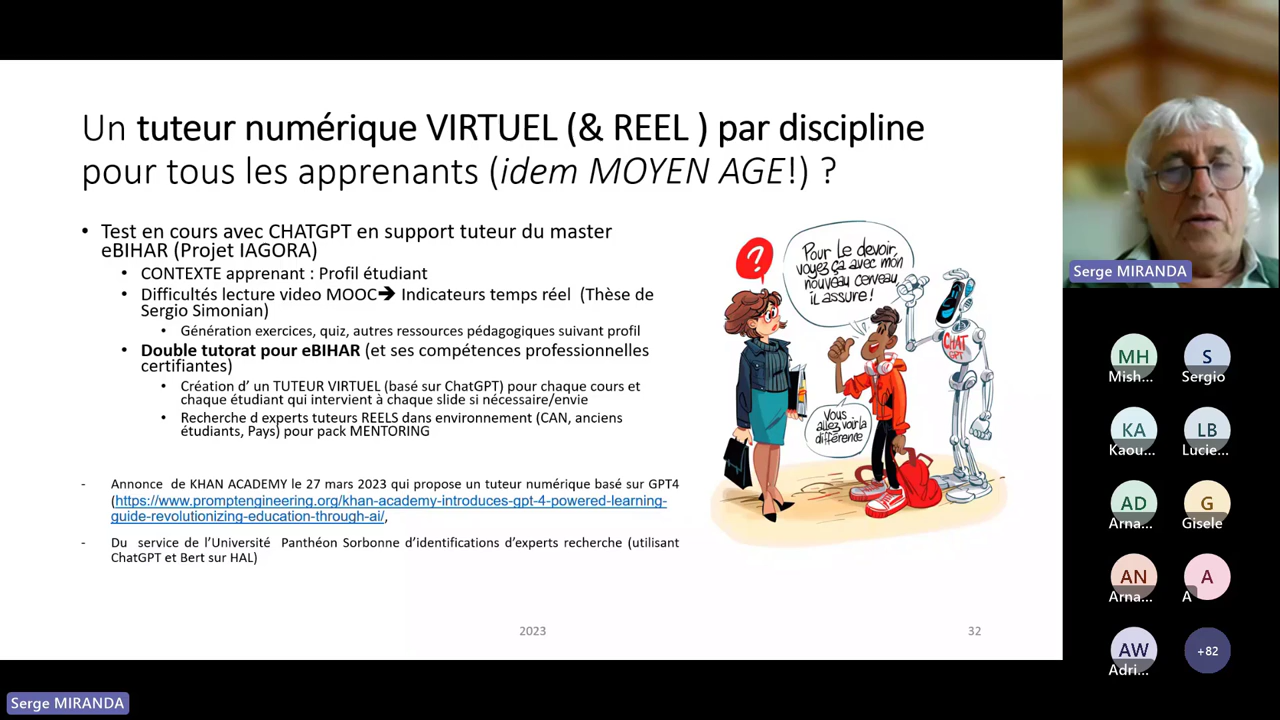 Un tuteur numérique VIRTUEL (& REEL ) par discipline
pour tous les apprenants (idem MOYEN AGE!) ?
• Test en cours avec CHATGPT en support tuteur du master
eBIHAR (Projet IAGORA)
• CONTEXTE apprenant : Profil étudiant
• Difficultés lecture video MOOC➔ Indicateurs temps réel (Thèse de
Sergio Simonian)
• Génération exercices, quiz, autres ressources pédagogiques suivant profil
• Double tutorat pour eBIHAR (et ses compétences professionnelles
certifiantes)
• Création d' un TUTEUR VIRTUEL (basé sur ChatGPT) pour chaque cours et
chaque étudiant qui intervient à chaque slide si nécessaire/envie
• Recherche d experts tuteurs REELS dans environnement (CAN, anciens
étudiants, Pays) pour pack MENTORING
- Annonce de KHAN ACADEMY le 27 mars 2023 qui propose un tuteur numérique basé sur GPT4
(https://www.promptengineering.org/khan-academy-introduces-gpt-4-powered-learning-
guide-revolutionizing-education-through-ai/,
- Du service de l'Université Panthéon Sorbonne d'identifications d'experts recherche (utilisant
ChatGPT et Bert sur HAL)
?
Pour le devoir,
voyez ça avec mon
nouveau cerveau
il assure !
CHAT
GPT
Vous
allez voir la
différence
2023
32
Serge MIRANDA
MH
Mish...
S
Sergio
KA
Kaou...
LB
Lucie...
AD
Arna...
G
Gisele
AN
Arna...
A
A
AW
Adri...
+82
Serge MIRANDA